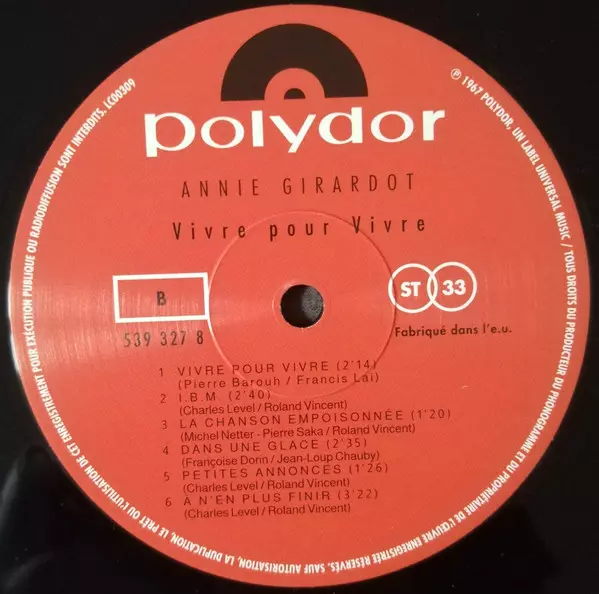 polydor
ANNIE GIRARDOT
Vivre pour Vivre
B
539 327 8
ST 33
Fabriqué dans l'e.u.
1 VIVRE POUR VIVRE (2'14)
(Pierre Barouh / Francis Lai)
2 I.B.M. (2'40)
(Charles Level / Roland Vincent)
3 LA CHANSON EMPOISONNÉE (1'20)
(Michel Netter - Pierre Saka / Roland Vincent)
4 DANS UNE GLACE (2'35)
(Françoise Dorin / Jean-Loup Chauby)
5 PETITES ANNONCES (1'26)
(Charles Level / Roland Vincent)
6 A N'EN PLUS FINIR (3'22)
(Charles Level / Roland Vincent)
℗ 1967 POLYDOR, UN LABEL UNIVERSAL MUSIC / TOUS DROITS DU PRODUCTEUR DU PHONOGRAMME ET DU PROPRIÉTAIRE DE L'ŒUVRE ENREGISTRÉE RÉSERVÉS. SAUF AUTORISATION, LA DUPLICATION, LE PRÊT OU L'UTILISATION DE CET ENREGISTREMENT POUR EXÉCUTION PUBLIQUE OU RADIODIFFUSION SONT INTERDITS. LC00309